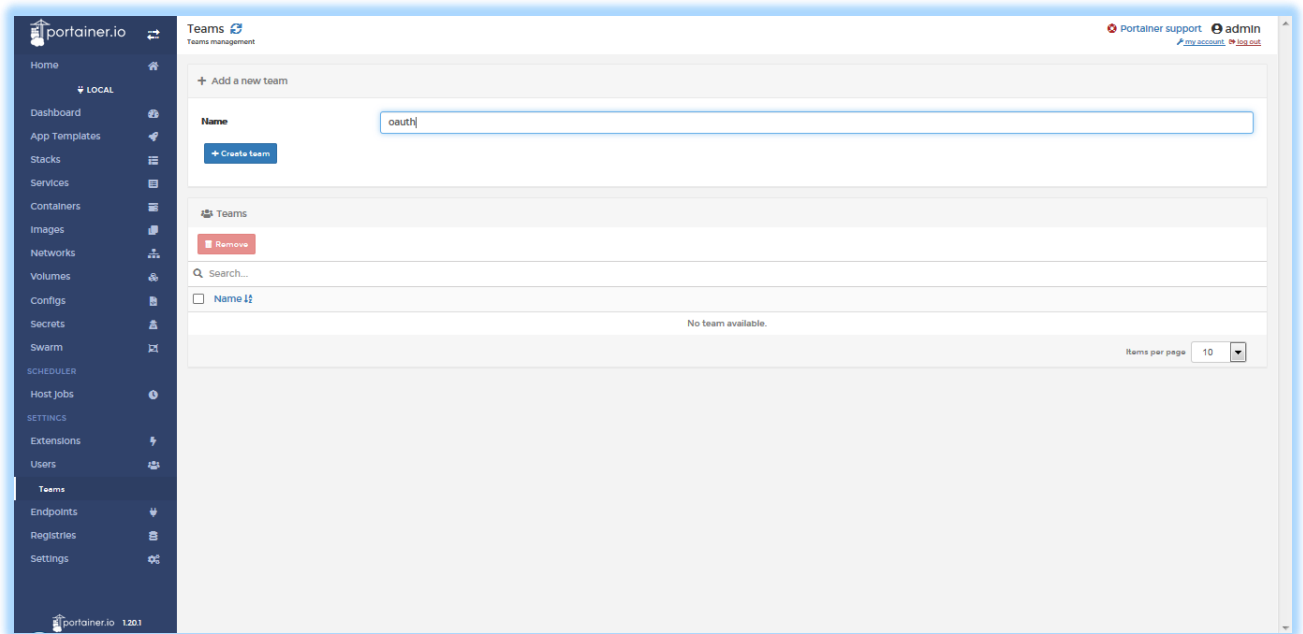 portainer.io
Home
LOCAL
Dashboard
App Templates
Stacks
Services
Containers
Images
Networks
Volumes
Configs
Secrets
Swarm
SCHEDULER
Host jobs
SETTINGS
Extensions
Users
Teams
Endpoints
Registries
Settings
portainer.io 1.20.1
Teams
Teams management
Portainer support admin
my account log out
Add a new team
Name oauth
Create team
Teams
Remove
Search...
Name
No team available.
Items per page 10